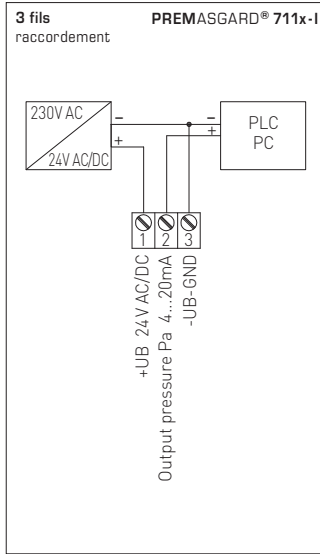 3 fils
raccordement
PREMASGARD® 711x-I
230V AC
24V AC/DC
–
+
–
+
PLC
PC
1 2 3
+UB 24V AC/DC
Output pressure Pa 4...20mA
-UB-GND